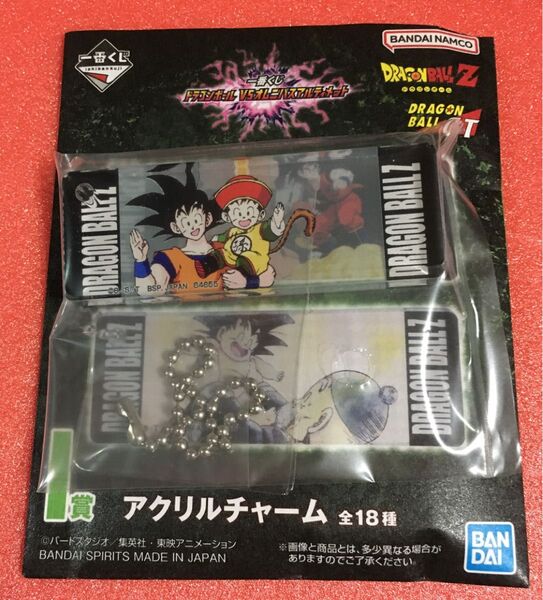 一番くじ
ichiban KUJI
一番くじ
ドラゴンボール VSオムニバスアルティメット
BANDAI NAMCO
DRAGONBALL Z
ドラゴンボール
DRAGON
BALL GT
DRAGON BALL Z
DRAGON BALL Z
BSP, JAPAN 64655
DRAGON BALL Z
DRAGON BALL Z
I賞
アクリルチャーム 全18種
©バードスタジオ／集英社・東映アニメーション
BANDAI SPIRITS MADE IN JAPAN
※画像と商品とは、多少異なる場合が
ありますのでご了承ください。
BAN
DAI